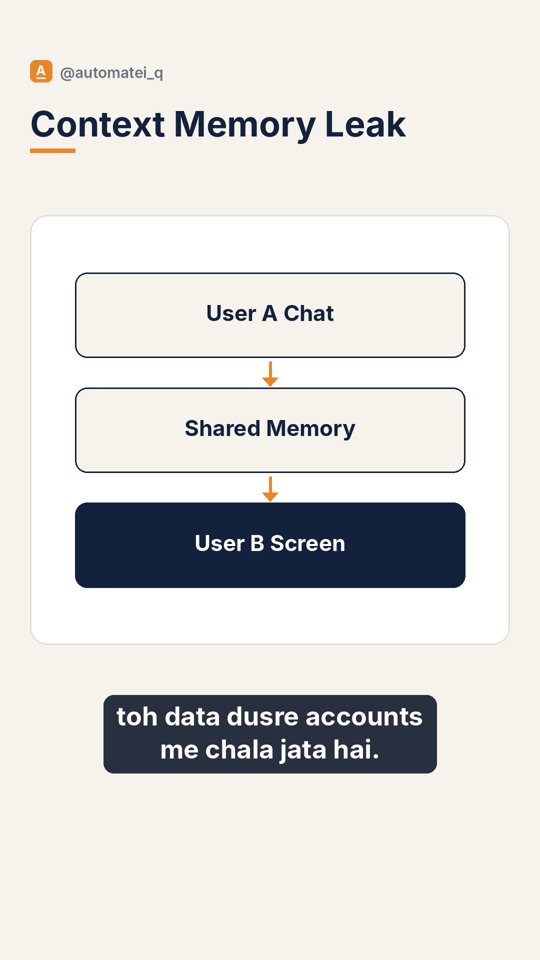 A
@automatei_q
Context Memory Leak
User A Chat
Shared Memory
User B Screen
toh data dusre accounts
me chala jata hai.